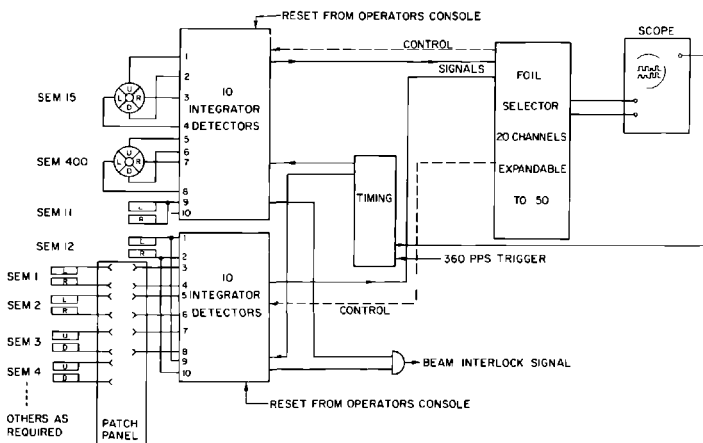 RESET FROM OPERATORS CONSOLE
SCOPE
CONTROL
SIGNALS
1
2
3
4
5
6
7
8
9
10
10
INTEGRATOR
DETECTORS
FOIL
SELECTOR
20 CHANNELS
EXPANDABLE
TO 50
SEM 15
U
L R
D
SEM 400
U
L R
D
SEM 11
L
R
TIMING
360 PPS TRIGGER
SEM 12
L
R
1
2
3
4
5
6
7
8
9
10
10
INTEGRATOR
DETECTORS
CONTROL
SEM 1
L
R
SEM 2
L
R
SEM 3
U
D
SEM 4
U
D
BEAM INTERLOCK SIGNAL
RESET FROM OPERATORS CONSOLE
OTHERS AS
REQUIRED
PATCH
PANEL